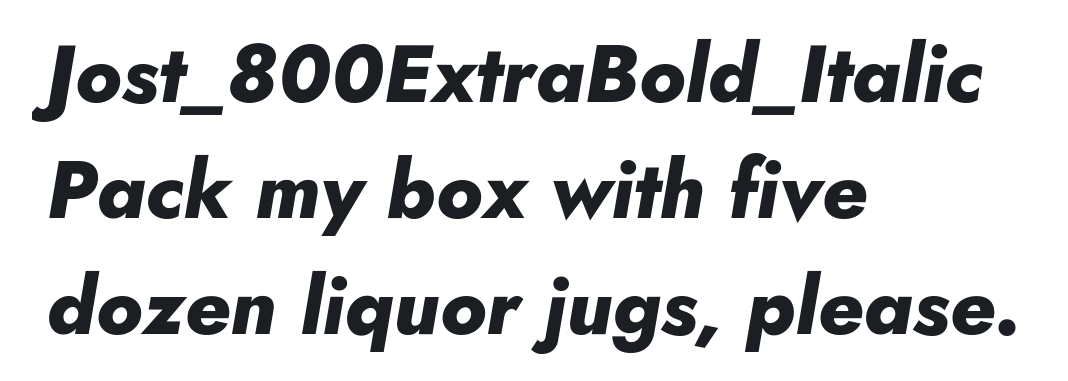 Jost_800ExtraBold_Italic
Pack my box with five
dozen liquor jugs, please.